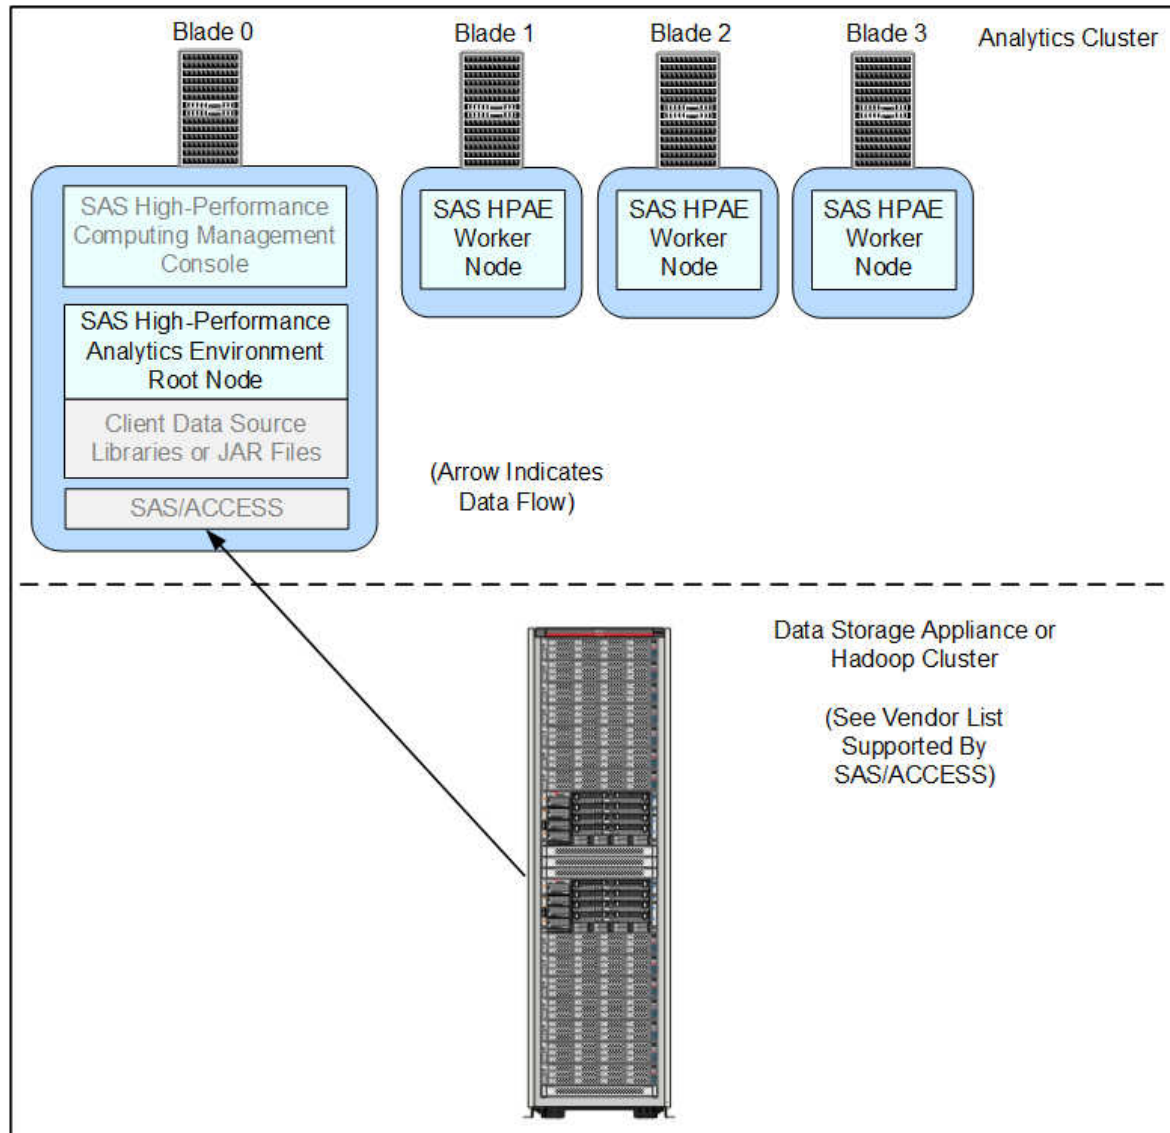 Blade 0
Blade 1
Blade 2
Blade 3
Analytics Cluster
SAS High-Performance
Computing Management
Console
SAS HPAE
Worker
Node
SAS HPAE
Worker
Node
SAS HPAE
Worker
Node
SAS High-Performance
Analytics Environment
Root Node
Client Data Source
Libraries or JAR Files
SAS/ACCESS
(Arrow Indicates
Data Flow)
Data Storage Appliance or
Hadoop Cluster
(See Vendor List
Supported By
SAS/ACCESS)